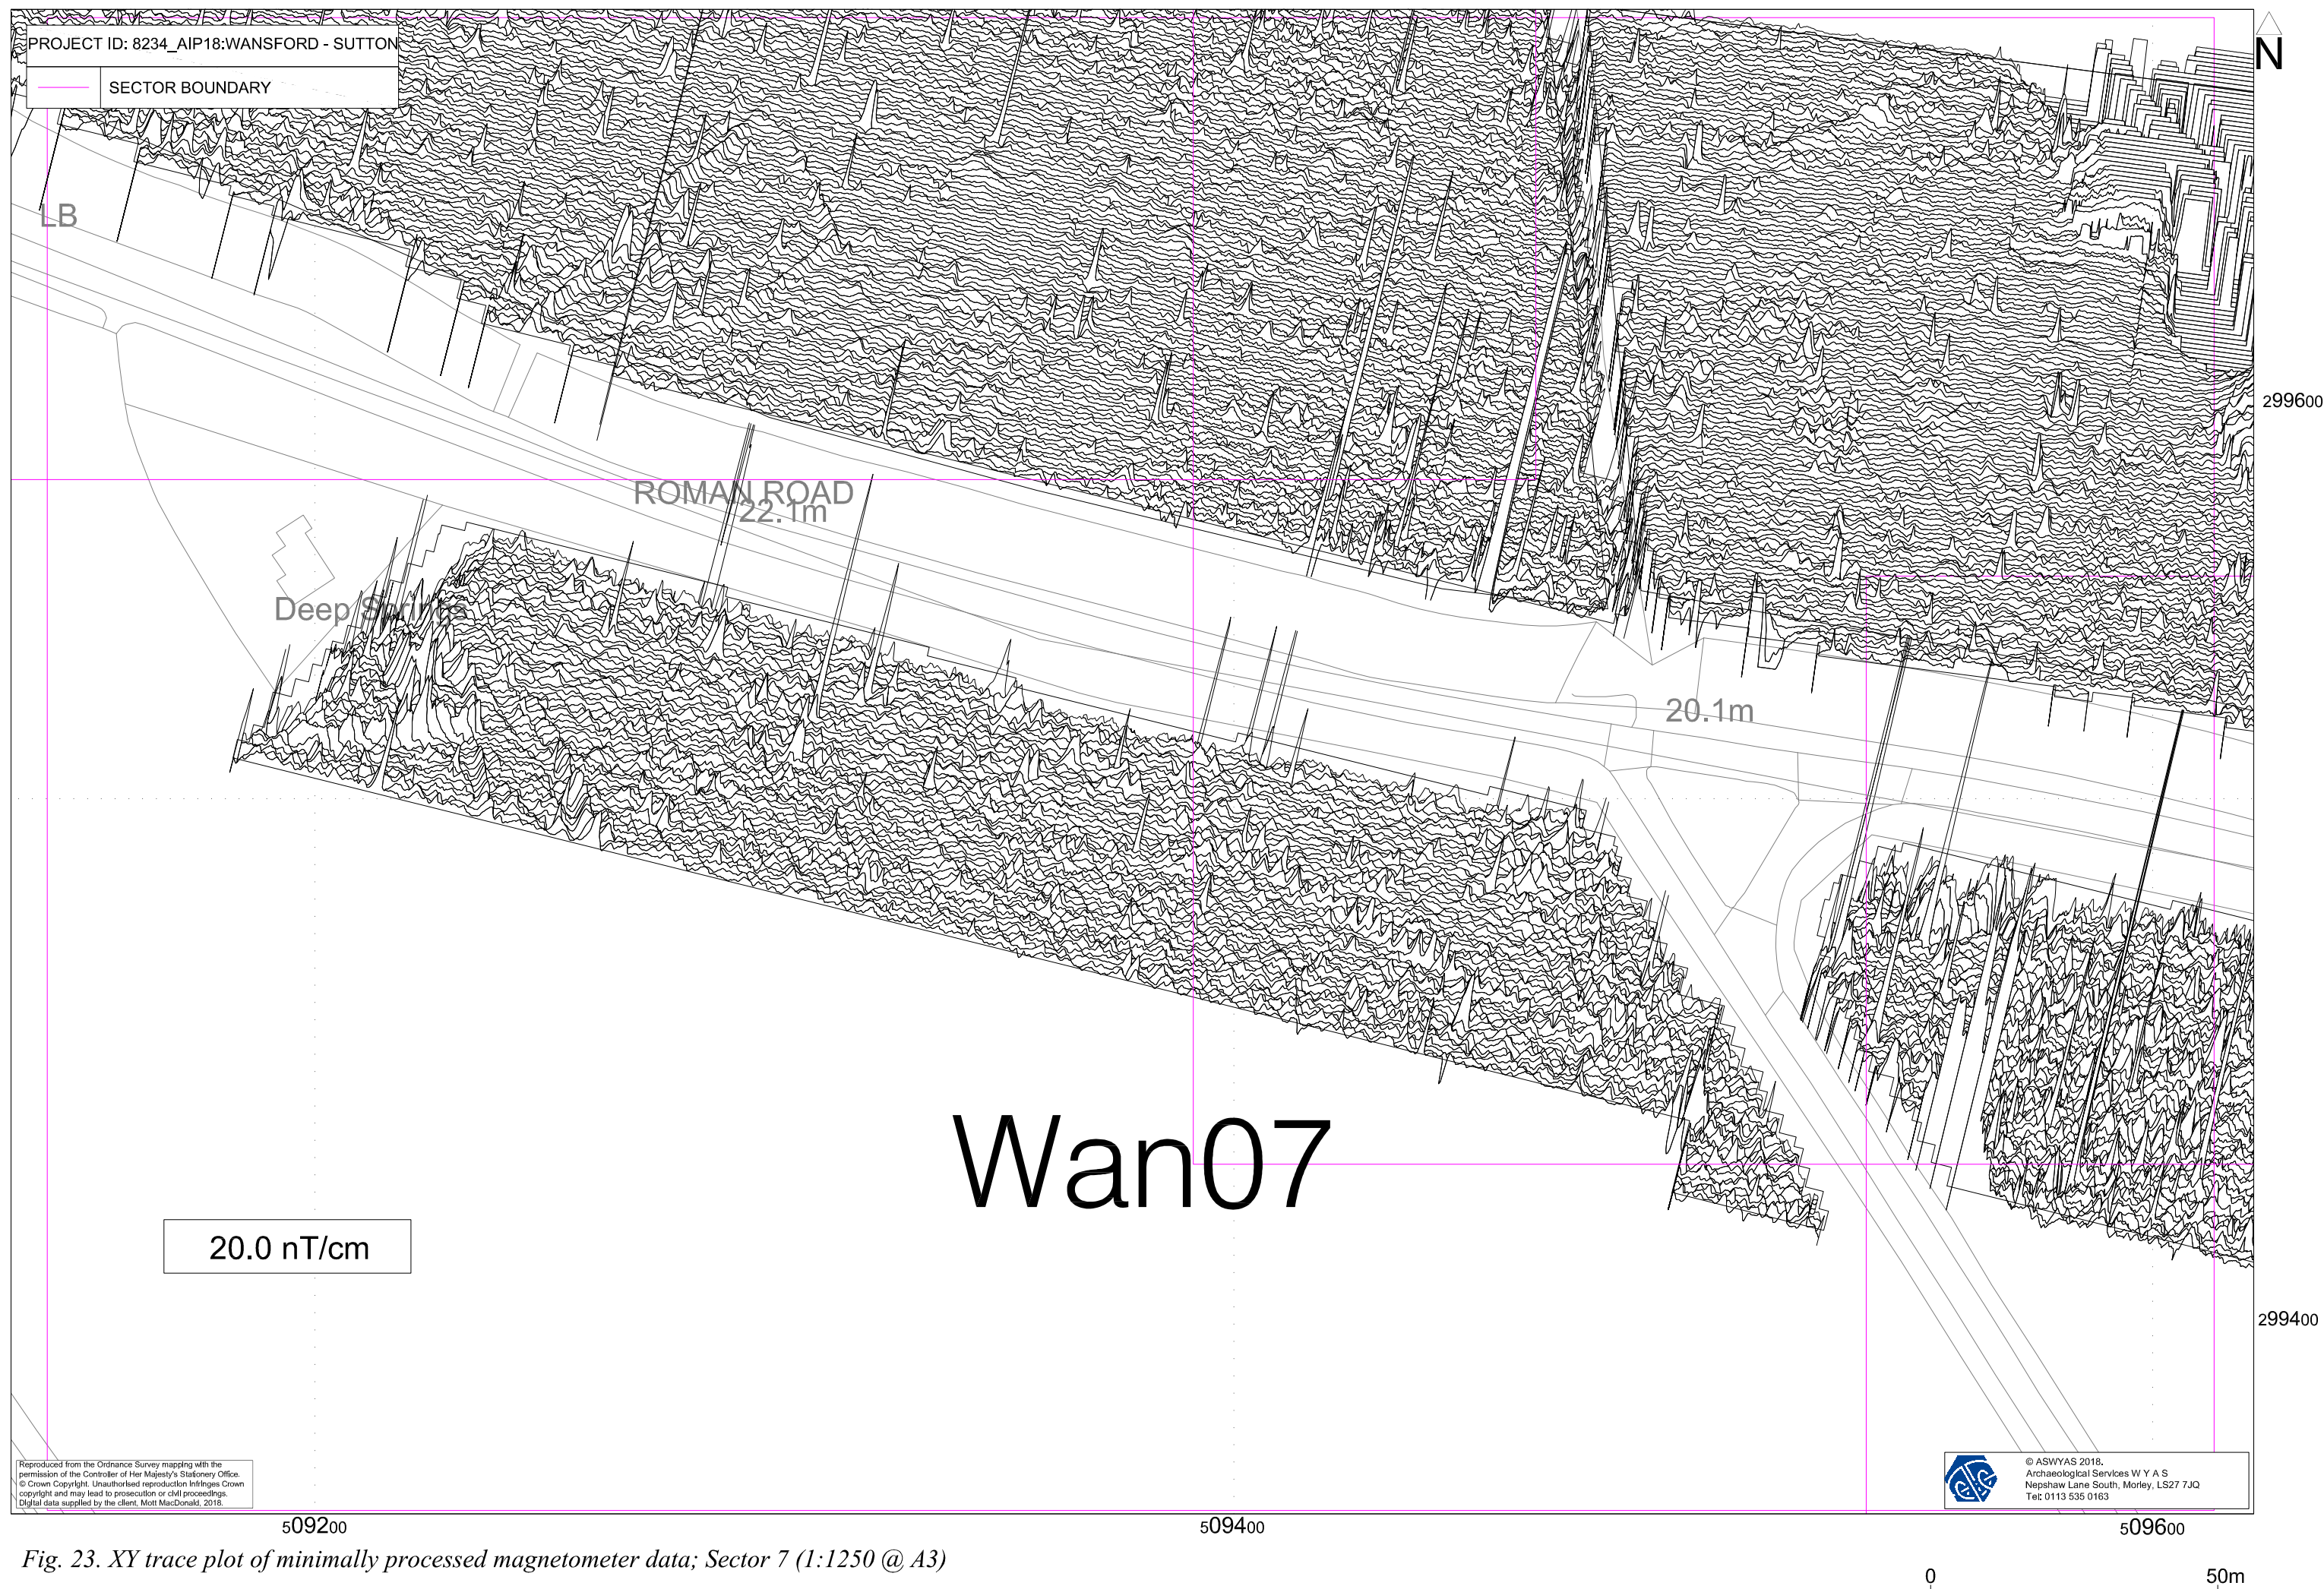 PROJECT ID: 8234_AIP18:WANSFORD - SUTTON
SECTOR BOUNDARY
N
LB
299600
ROMAN ROAD
22.1m
Deep Springs
20.1m
Wan07
20.0 nT/cm
299400
Reproduced from the Ordnance Survey mapping with the
permission of the Controller of Her Majesty's Stationery Office.
© Crown Copyright. Unauthorised reproduction infringes Crown
copyright and may lead to prosecution or civil proceedings.
Digital data supplied by the client, Mott MacDonald, 2018.
© ASWYAS 2018.
Archaeological Services W Y A S
Nepshaw Lane South, Morley, LS27 7JQ
Tel: 0113 535 0163
509200
509400
509600
Fig. 23. XY trace plot of minimally processed magnetometer data; Sector 7 (1:1250 @ A3)
0 50m